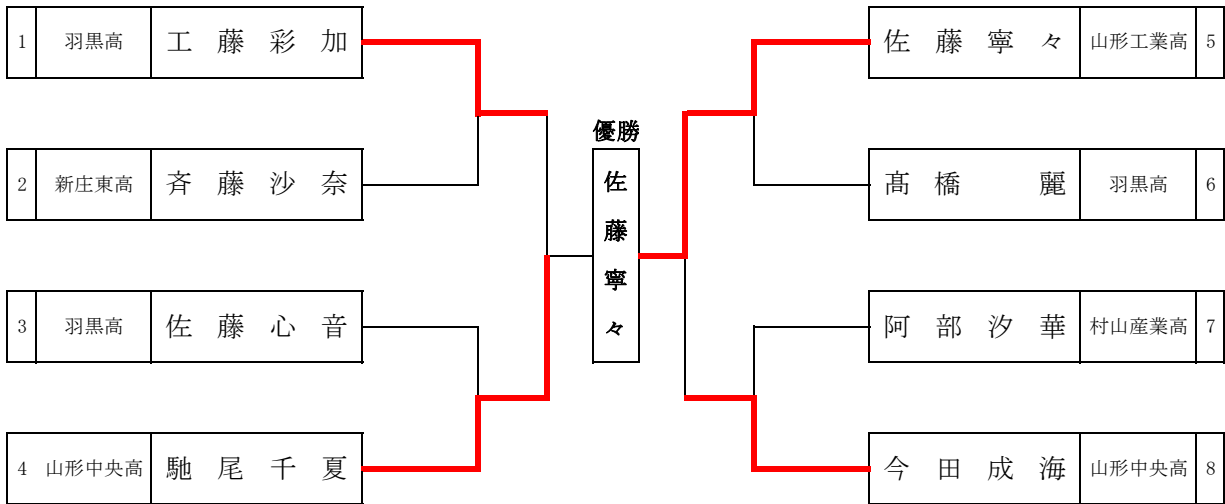 1 羽黒高 工藤彩加
2 新庄東高 斉藤沙奈
3 羽黒高 佐藤心音
4 山形中央高 馳尾千夏
優勝
佐藤寧々
佐藤寧々 山形工業高 5
髙橋 麗 羽黒高 6
阿部汐華 村山産業高 7
今田成海 山形中央高 8